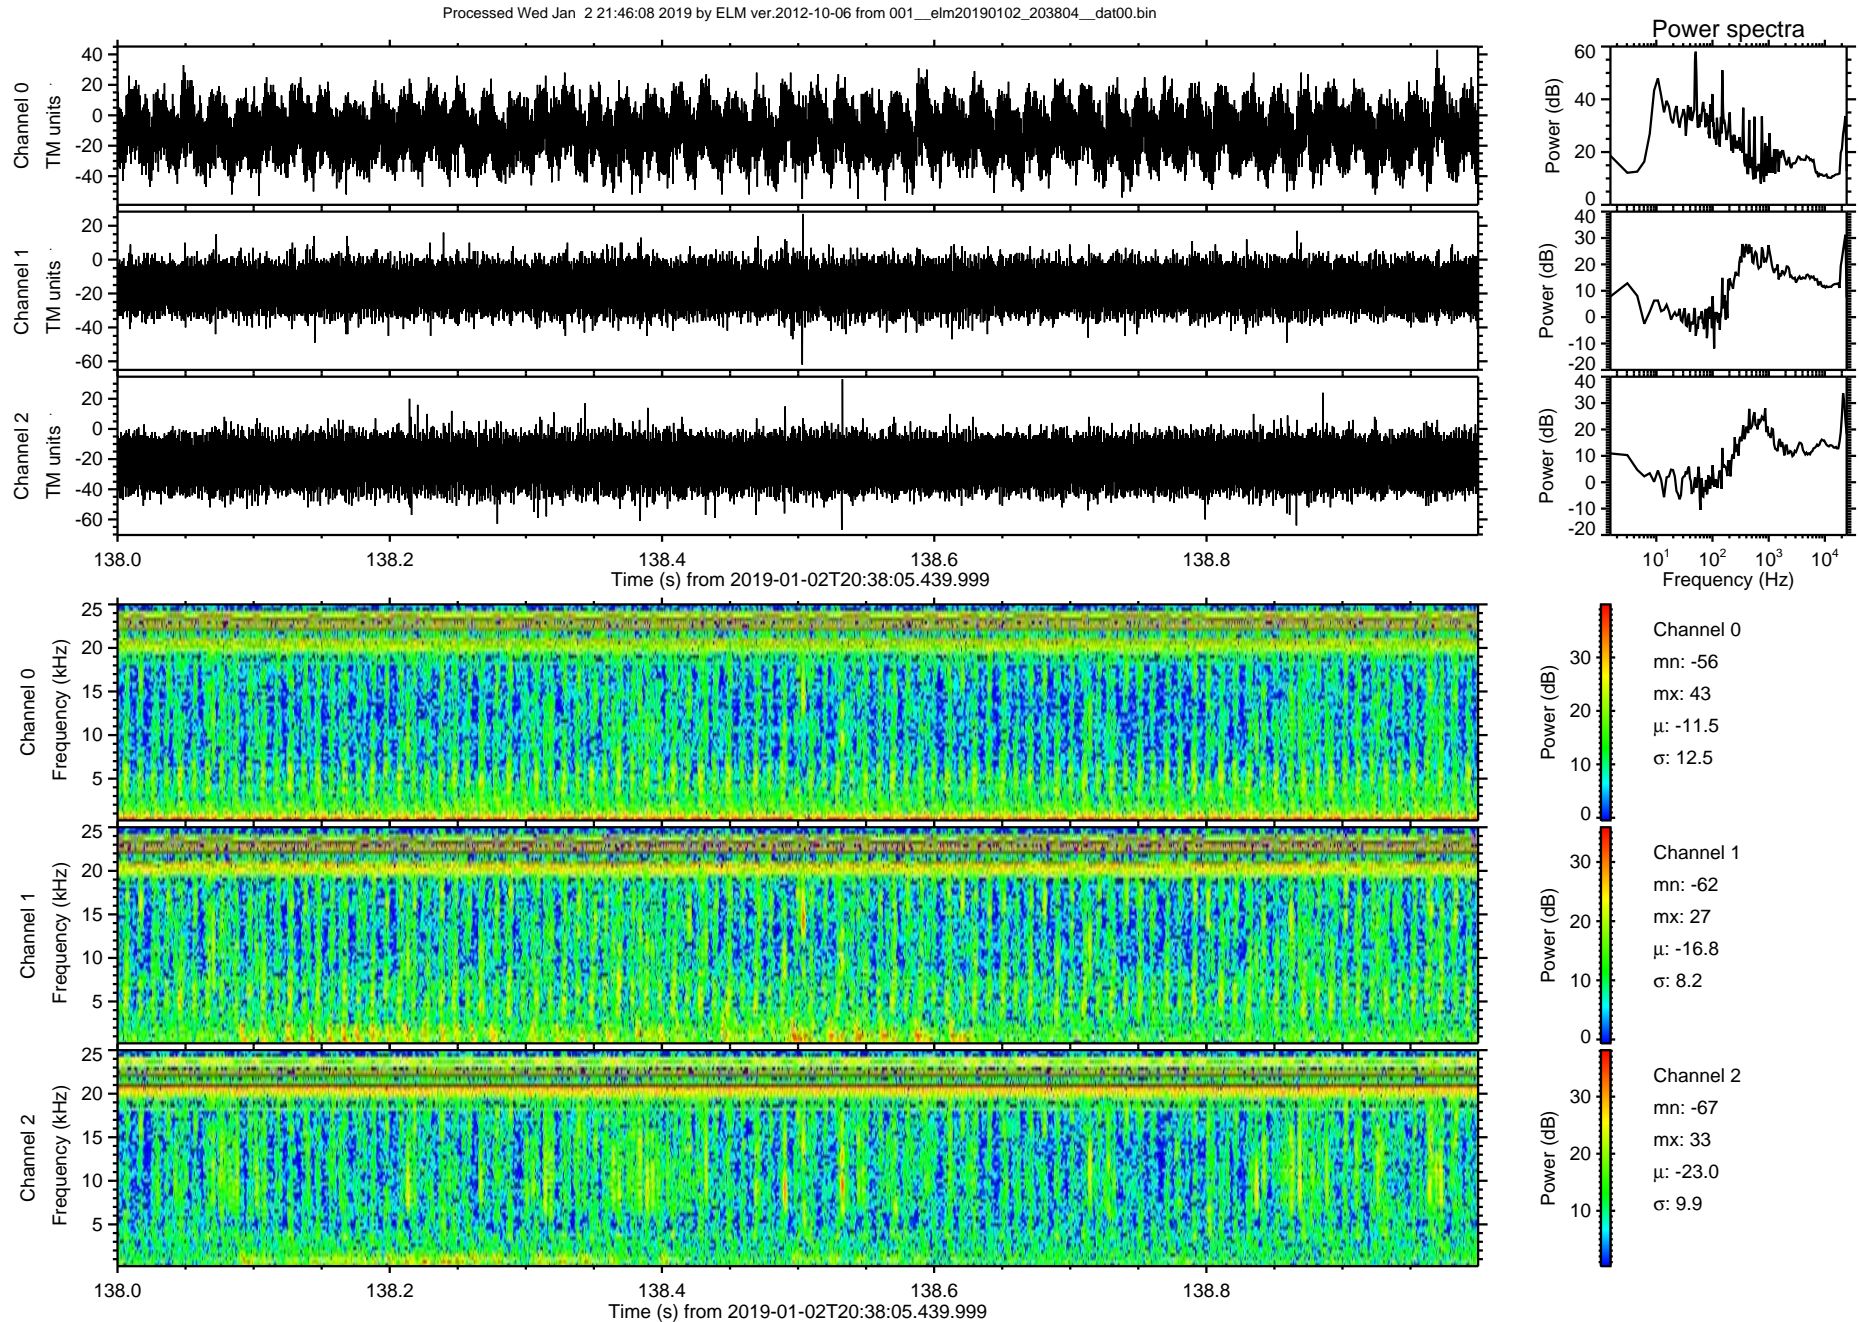 Processed Wed Jan  2 21:46:08 2019 by ELM ver.2012-10-06 from 001__elm20190102_203804__dat00.bin
Power spectra
Channel 0
TM units
40
20
0
-20
-40
Power (dB)
60
40
20
0
Channel 1
TM units
20
0
-20
-40
-60
Power (dB)
40
30
20
10
0
-10
-20
Channel 2
TM units
20
0
-20
-40
-60
Power (dB)
40
30
20
10
0
-10
-20
138.0 138.2 138.4 138.6 138.8
Time (s) from 2019-01-02T20:38:05.439.999
10^1 10^2 10^3 10^4
Frequency (Hz)
Channel 0
Frequency (kHz)
25
20
15
10
5
Power (dB)
30
20
10
0
Channel 0
mn: -56
mx: 43
μ: -11.5
σ: 12.5
Channel 1
Frequency (kHz)
25
20
15
10
5
Power (dB)
30
20
10
0
Channel 1
mn: -62
mx: 27
μ: -16.8
σ: 8.2
Channel 2
Frequency (kHz)
25
20
15
10
5
Power (dB)
30
20
10
Channel 2
mn: -67
mx: 33
μ: -23.0
σ: 9.9
138.0 138.2 138.4 138.6 138.8
Time (s) from 2019-01-02T20:38:05.439.999